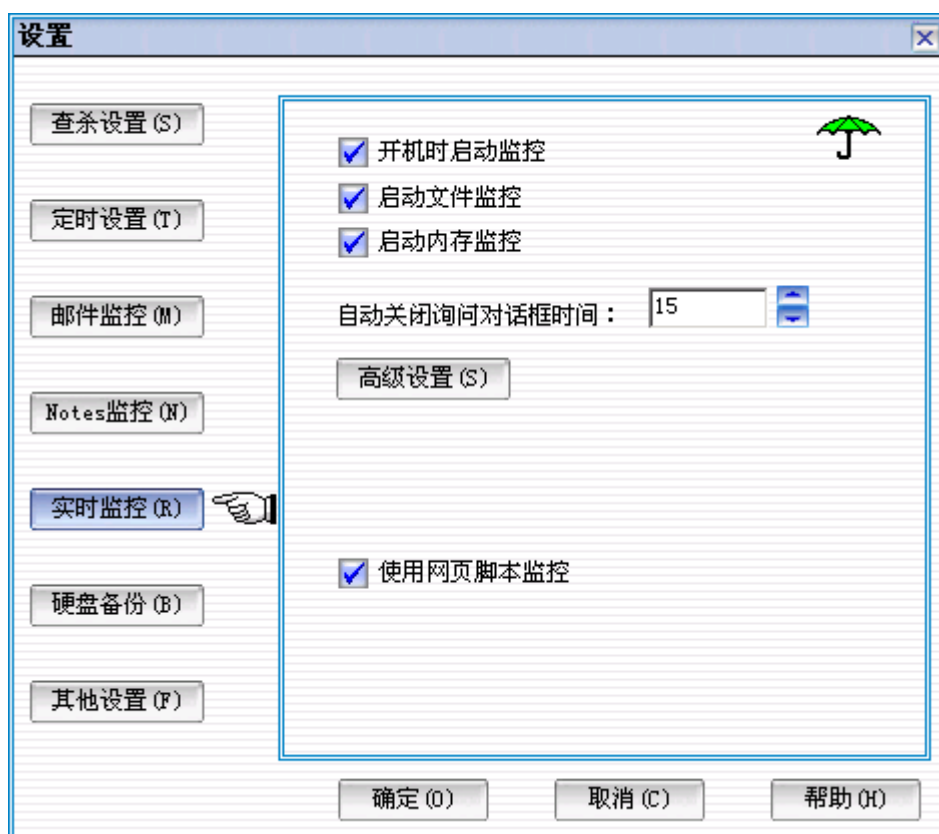 设置
查杀设置(S)
定时设置(T)
邮件监控(M)
Notes监控(N)
实时监控(R)
硬盘备份(B)
其他设置(F)
开机时启动监控
启动文件监控
启动内存监控
自动关闭询问对话框时间：15
高级设置(S)
使用网页脚本监控
确定(O) 取消(C) 帮助(H)